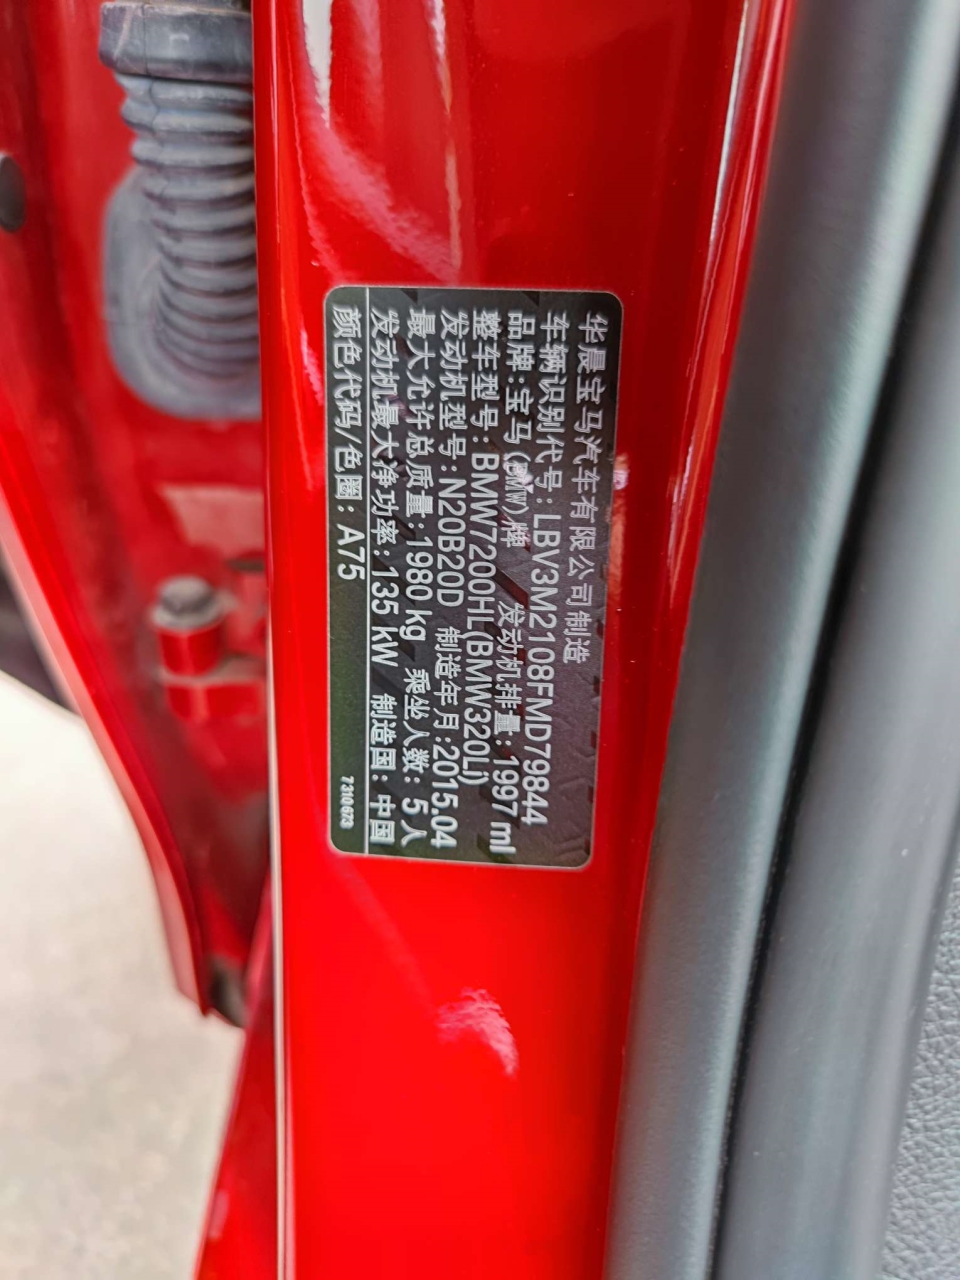 华晨宝马汽车有限公司制造
车辆识别代号：LBV3M2108FMD79844
品牌:宝马(BMW)牌 发动机排量:1997 ml
整车型号：BMW7200HL(BMW320Li)
发动机型号:N20B20D 制造年月:2015.04
最大允许总质量:1980 kg 乘坐人数：5人
发动机最大净功率:135 kW 制造国：中国
颜色代码/色圈:A75
7310673